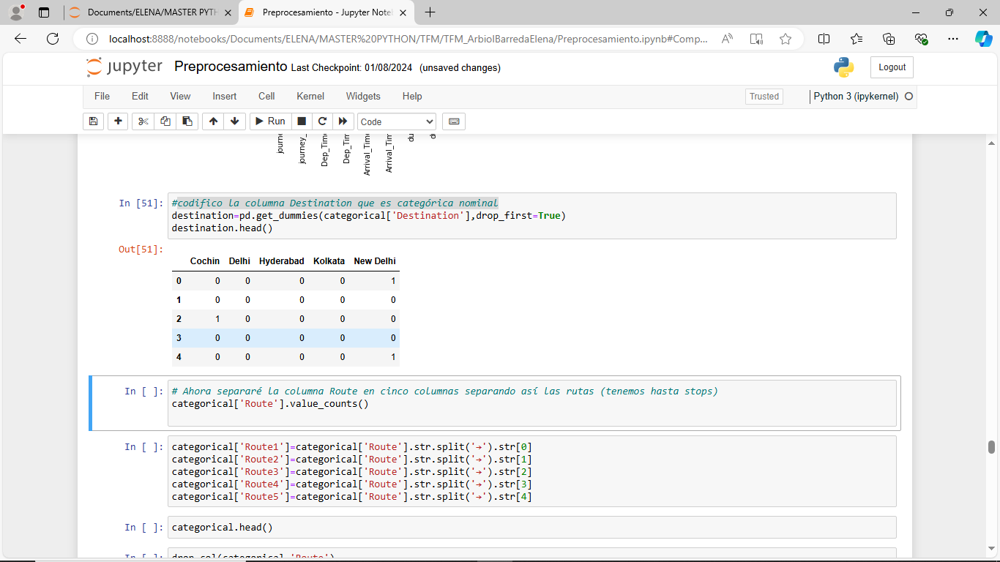 Documents/ELENA/MASTER PYTH
Preprocesamiento - Jupyter Note
localhost:8888/notebooks/Documents/ELENA/MASTER%20PYTHON/TFM/TFM_ArbiolBarredaElena/Preprocesamiento.ipynb#Comp...
jupyter Preprocesamiento Last Checkpoint: 01/08/2024 (unsaved changes)
Logout
File Edit View Insert Cell Kernel Widgets Help
Trusted
Python 3 (ipykernel)
Run
Code
journe
journey_
Dep_Time
Dep_Tim
Arrival_Time
Arrival_Tim
du
d
In [51]:
#codifico la columna Destination que es categórica nominal
destination=pd.get_dummies(categorical['Destination'],drop_first=True)
destination.head()
Out[51]:
Cochin Delhi Hyderabad Kolkata New Delhi
0 0 0 0 0 1
1 0 0 0 0 0
2 1 0 0 0 0
3 0 0 0 0 0
4 0 0 0 0 1
In [ ]:
# Ahora separaré la columna Route en cinco columnas separando así las rutas (tenemos hasta stops)
categorical['Route'].value_counts()
In [ ]:
categorical['Route1']=categorical['Route'].str.split('→').str[0]
categorical['Route2']=categorical['Route'].str.split('→').str[1]
categorical['Route3']=categorical['Route'].str.split('→').str[2]
categorical['Route4']=categorical['Route'].str.split('→').str[3]
categorical['Route5']=categorical['Route'].str.split('→').str[4]
In [ ]:
categorical.head()
In [ ]:
drop_col(categorical,'Route')